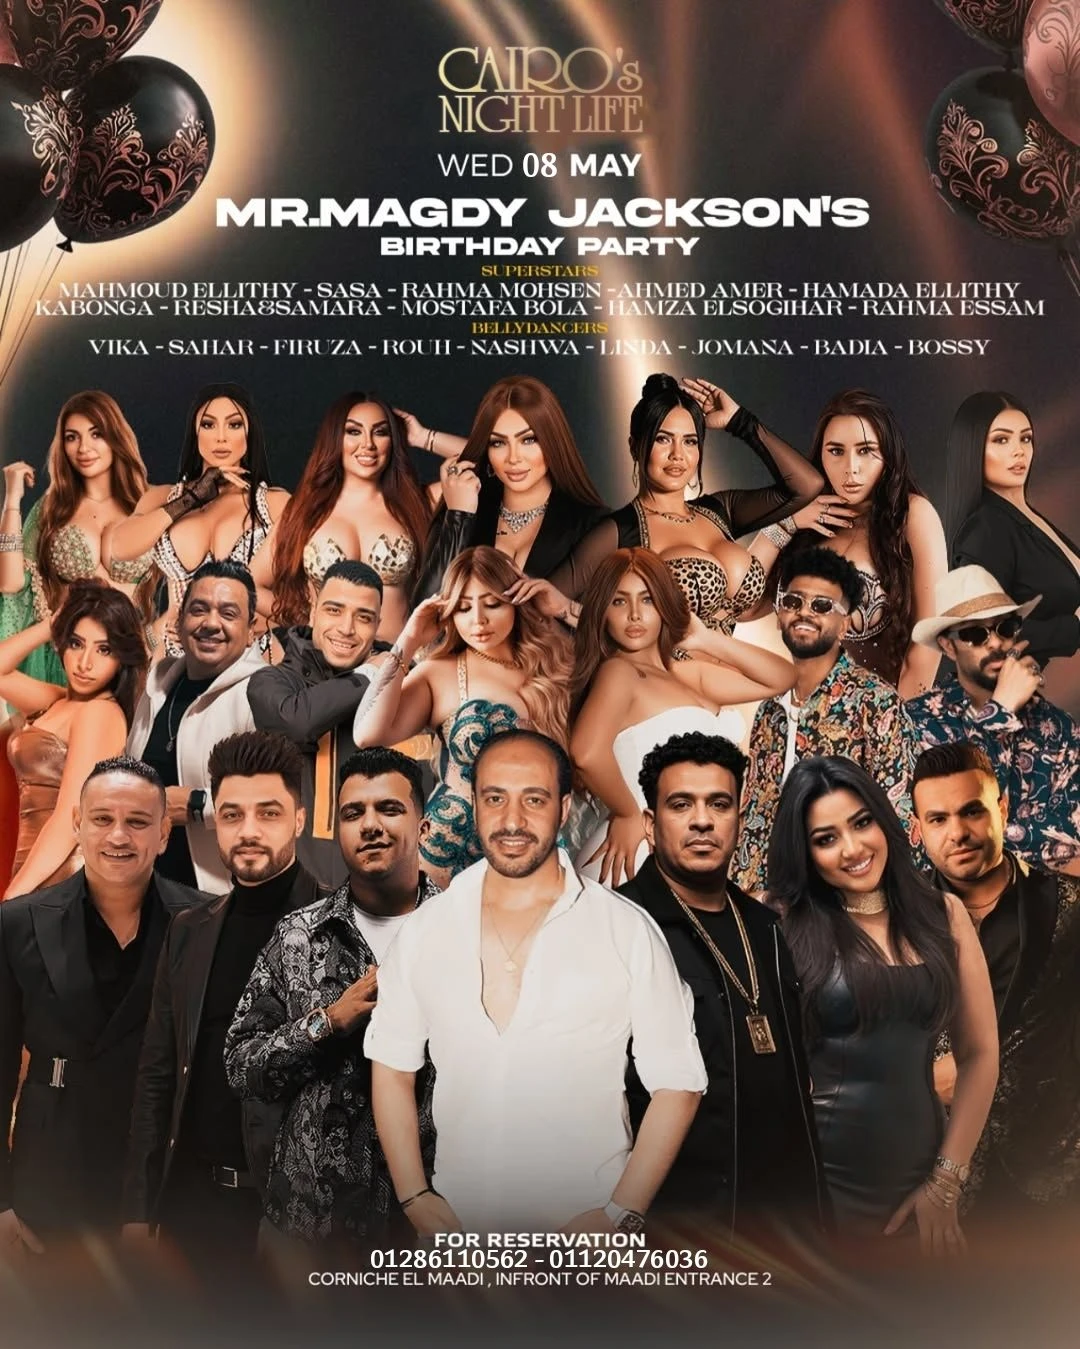 CAIRO's
NIGHT LIFE
WED 08 MAY
MR.MAGDY JACKSON'S
BIRTHDAY PARTY
SUPERSTARS
MAHMOUD ELLITHY - SASA - RAHMA MOHSEN -AHMED AMER - HAMADA ELLITHY
KABONGA - RESHA&SAMARA - MOSTAFA BOLA - HAMZA ELSOGIHAR - RAHMA ESSAM
BELLYDANCERS
VIKA - SAHAR - FIRUZA - ROUH - NASHWA - LINDA - JOMANA - BADIA - BOSSY
FOR RESERVATION
01286110562 - 01120476036
CORNICHE EL MAADI , INFRONT OF MAADI ENTRANCE 2